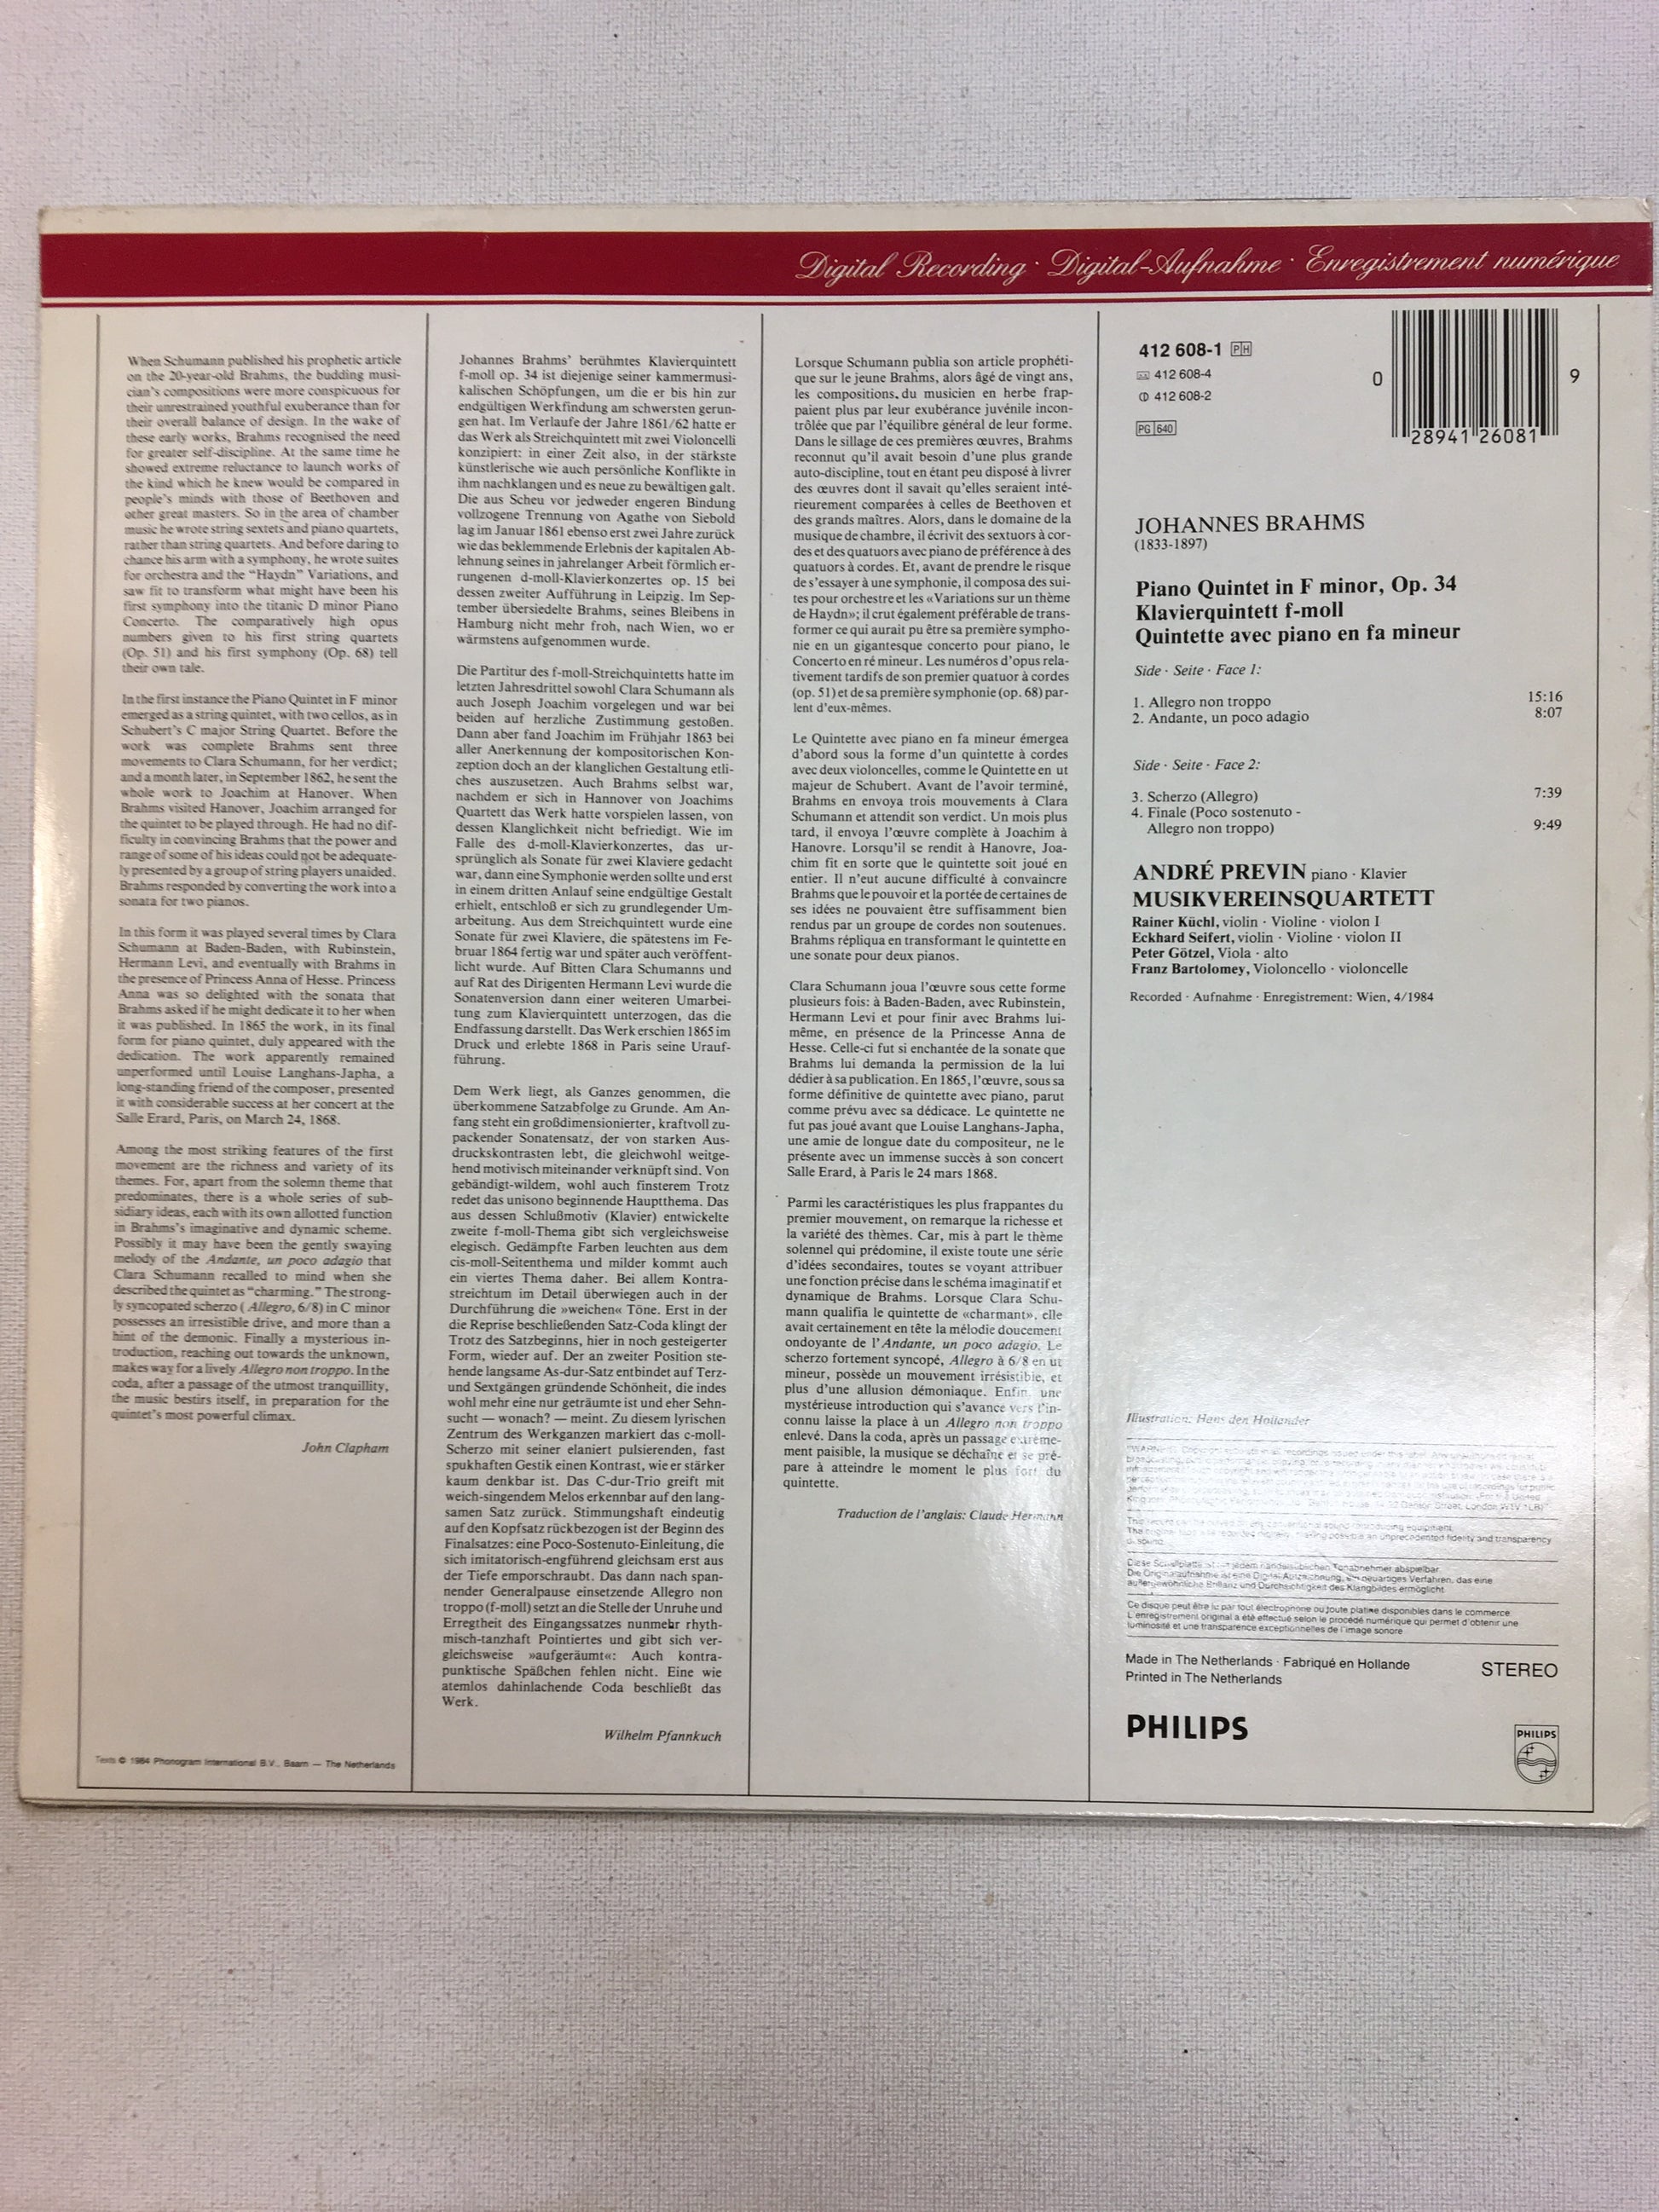 Digital Recording · Digital-Aufnahme · Enregistrement numérique
When Schumann published his prophetic article
on the 20-year-old Brahms, the budding musi-
cian's compositions were more conspicuous for
their unrestrained youthful exuberance than for
their overall balance of design. In the wake of
these early works, Brahms recognised the need
for greater self-discipline. At the same time he
showed extreme reluctance to launch works of
the kind which he knew would be compared in
people's minds with those of Beethoven and
other great masters. So in the area of chamber
music he wrote string sextets and piano quartets,
rather than string quartets. And before daring to
chance his arm with a symphony, he wrote suites
for orchestra and the “Haydn” Variations, and
saw fit to transform what might have been his
first symphony into the titanic D minor Piano
Concerto. The comparatively high opus
numbers given to his first string quartets
(Op. 51) and his first symphony (Op. 68) tell
their own tale.
In the first instance the Piano Quintet in F minor
emerged as a string quintet, with two cellos, as in
Schubert's C major String Quartet. Before the
work was complete Brahms sent three
movements to Clara Schumann, for her verdict;
and a month later, in September 1862, he sent the
whole work to Joachim at Hanover. When
Brahms visited Hanover, Joachim arranged for
the quintet to be played through. He had no dif-
ficulty in convincing Brahms that the power and
range of some of his ideas could not be adequate-
ly presented by a group of string players unaided.
Brahms responded by converting the work into a
sonata for two pianos.
In this form it was played several times by Clara
Schumann at Baden-Baden, with Rubinstein,
Hermann Levi, and eventually with Brahms in
the presence of Princess Anna of Hesse. Princess
Anna was so delighted with the sonata that
Brahms asked if he might dedicate it to her when
it was published. In 1865 the work, in its final
form for piano quintet, duly appeared with the
dedication. The work apparently remained
unperformed until Louise Langhans-Japha, a
long-standing friend of the composer, presented
it with considerable success at her concert at the
Salle Erard, Paris, on March 24, 1868.
Among the most striking features of the first
movement are the richness and variety of its
themes. For, apart from the solemn theme that
predominates, there is a whole series of sub-
sidiary ideas, each with its own allotted function
in Brahms's imaginative and dynamic scheme.
Possibly it may have been the gently swaying
melody of the Andante, un poco adagio that
Clara Schumann recalled to mind when she
described the quintet as “charming.” The strong-
ly syncopated scherzo ( Allegro, 6/8) in C minor
possesses an irresistible drive, and more than a
hint of the demonic. Finally a mysterious in-
troduction, reaching out towards the unknown,
makes way for a lively Allegro non troppo. In the
coda, after a passage of the utmost tranquillity,
the music bestirs itself, in preparation for the
quintet's most powerful climax.
John Clapham
Texts © 1984 Phonogram International B.V., Baarn — The Netherlands
Johannes Brahms' berühmtes Klavierquintett
f-moll op. 34 ist diejenige seiner kammermusi-
kalischen Schöpfungen, um die er bis hin zur
endgültigen Werkfindung am schwersten gerun-
gen hat. Im Verlaufe der Jahre 1861/62 hatte er
das Werk als Streichquintett mit zwei Violoncelli
konzipiert: in einer Zeit also, in der stärkste
künstlerische wie auch persönliche Konflikte in
ihm nachklangen und es neue zu bewältigen galt.
Die aus Scheu vor jedweder engeren Bindung
vollzogene Trennung von Agathe von Siebold
lag im Januar 1861 ebenso erst zwei Jahre zurück
wie das beklemmende Erlebnis der kapitalen Ab-
lehnung seines in jahrelanger Arbeit förmlich er-
rungenen d-moll-Klavierkonzertes op. 15 bei
dessen zweiter Aufführung in Leipzig. Im Sep-
tember übersiedelte Brahms, seines Bleibens in
Hamburg nicht mehr froh, nach Wien, wo er
wärmstens aufgenommen wurde.
Die Partitur des f-moll-Streichquintetts hatte im
letzten Jahresdrittel sowohl Clara Schumann als
auch Joseph Joachim vorgelegen und war bei
beiden auf herzliche Zustimmung gestoßen.
Dann aber fand Joachim im Frühjahr 1863 bei
aller Anerkennung der kompositorischen Kon-
zeption doch an der klanglichen Gestaltung etli-
ches auszusetzen. Auch Brahms selbst war,
nachdem er sich in Hannover von Joachims
Quartett das Werk hatte vorspielen lassen, von
dessen Klanglichkeit nicht befriedigt. Wie im
Falle des d-moll-Klavierkonzertes, das ur-
sprünglich als Sonate für zwei Klaviere gedacht
war, dann eine Symphonie werden sollte und erst
in einem dritten Anlauf seine endgültige Gestalt
erhielt, entschloß er sich zu grundlegender Um-
arbeitung. Aus dem Streichquintett wurde eine
Sonate für zwei Klaviere, die spätestens im Fe-
bruar 1864 fertig war und später auch veröffent-
licht wurde. Auf Bitten Clara Schumanns und
auf Rat des Dirigenten Hermann Levi wurde die
Sonatenversion dann einer weiteren Umarbei-
tung zum Klavierquintett unterzogen, das die
Endfassung darstellt. Das Werk erschien 1865 im
Druck und erlebte 1868 in Paris seine Urauf-
führung.
Dem Werk liegt, als Ganzes genommen, die
überkommene Satzabfolge zu Grunde. Am An-
fang steht ein großdimensionierter, kraftvoll zu-
packender Sonatensatz, der von starken Aus-
druckskontrasten lebt, die gleichwohl weitge-
hend motivisch miteinander verknüpft sind. Von
gebändigt-wildem, wohl auch finsterem Trotz
redet das unisono beginnende Hauptthema. Das
aus dessen Schlußmotiv (Klavier) entwickelte
zweite f-moll-Thema gibt sich vergleichsweise
elegisch. Gedämpfte Farben leuchten aus dem
cis-moll-Seitenthema und milder kommt auch
ein viertes Thema daher. Bei allem Kontra-
streichtum im Detail überwiegen auch in der
Durchführung die »weichen« Töne. Erst in der
die Reprise beschließenden Satz-Coda klingt der
Trotz des Satzbeginns, hier in noch gesteigerter
Form, wieder auf. Der an zweiter Position ste-
hende langsame As-dur-Satz entbindet auf Terz-
und Sextgängen gründende Schönheit, die indes
wohl mehr eine nur geträumte ist und eher Sehn-
sucht — wonach? — meint. Zu diesem lyrischen
Zentrum des Werkganzen markiert das c-moll-
Scherzo mit seiner elaniert pulsierenden, fast
spukhaften Gestik einen Kontrast, wie er stärker
kaum denkbar ist. Das C-dur-Trio greift mit
weich-singendem Melos erkennbar auf den lang-
samen Satz zurück. Stimmungshaft eindeutig
auf den Kopfsatz rückbezogen ist der Beginn des
Finalsatzes: eine Poco-Sostenuto-Einleitung, die
sich imitatorisch-engführend gleichsam erst aus
der Tiefe emporschraubt. Das dann nach span-
nender Generalpause einsetzende Allegro non
troppo (f-moll) setzt an die Stelle der Unruhe und
Erregtheit des Eingangssatzes nunmehr rhyth-
misch-tanzhaft Pointiertes und gibt sich ver-
gleichsweise »aufgeräumt«: Auch kontra-
punktische Späßchen fehlen nicht. Eine wie
atemlos dahinlachende Coda beschließt das
Werk.
Wilhelm Pfannkuch
Lorsque Schumann publia son article prophéti-
que sur le jeune Brahms, alors âgé de vingt ans,
les compositions. du musicien en herbe frap-
paient plus par leur exubérance juvénile incon-
trôlée que par l'équilibre général de leur forme.
Dans le sillage de ces premières œuvres, Brahms
reconnut qu'il avait besoin d'une plus grande
auto-discipline, tout en étant peu disposé à livrer
des œuvres dont il savait qu'elles seraient inté-
rieurement comparées à celles de Beethoven et
des grands maîtres. Alors, dans le domaine de la
musique de chambre, il écrivit des sextuors à cor-
des et des quatuors avec piano de préférence à des
quatuors à cordes. Et, avant de prendre le risque
de s'essayer à une symphonie, il composa des sui-
tes pour orchestre et les «Variations sur un thème
de Haydn»; il crut également préférable de trans-
former ce qui aurait pu être sa première sympho-
nie en un gigantesque concerto pour piano, le
Concerto en ré mineur. Les numéros d'opus rela-
tivement tardifs de son premier quatuor à cordes
(op. 51) et de sa première symphonie (op. 68) par-
lent d'eux-mêmes.
Le Quintette avec piano en fa mineur émergea
d'abord sous la forme d'un quintette à cordes
avec deux violoncelles, comme le Quintette en ut
majeur de Schubert. Avant de l'avoir terminé,
Brahms en envoya trois mouvements à Clara
Schumann et attendit son verdict. Un mois plus
tard, il envoya l'œuvre complète à Joachim à
Hanovre. Lorsqu'il se rendit à Hanovre, Joa-
chim fit en sorte que le quintette soit joué en
entier. Il n'eut aucune difficulté à convaincre
Brahms que le pouvoir et la portée de certaines de
ses idées ne pouvaient être suffisamment bien
rendus par un groupe de cordes non soutenues.
Brahms répliqua en transformant le quintette en
une sonate pour deux pianos.
Clara Schumann joua l'œuvre sous cette forme
plusieurs fois: à Baden-Baden, avec Rubinstein,
Hermann Levi et pour finir avec Brahms lui-
même, en présence de la Princesse Anna de
Hesse. Celle-ci fut si enchantée de la sonate que
Brahms lui demanda la permission de la lui
dédier à sa publication. En 1865, l'œuvre, sous sa
forme définitive de quintette avec piano, parut
comme prévu avec sa dédicace. Le quintette ne
fut pas joué avant que Louise Langhans-Japha,
une amie de longue date du compositeur, ne le
présente avec un immense succès à son concert
Salle Erard, à Paris le 24 mars 1868.
Parmi les caractéristiques les plus frappantes du
premier mouvement, on remarque la richesse et
la variété des thèmes. Car, mis à part le thème
solennel qui prédomine, il existe toute une série
d'idées secondaires, toutes se voyant attribuer
une fonction précise dans le schéma imaginatif et
dynamique de Brahms. Lorsque Clara Schu-
mann qualifia le quintette de «charmant», elle
avait certainement en tête la mélodie doucement
ondoyante de l'Andante, un poco adagio. Le
scherzo fortement syncopé, Allegro à 6/8 en ut
mineur, possède un mouvement irrésistible, et
plus d'une allusion démoniaque. Enfin, une
mystérieuse introduction qui s'avance vers l'in-
connu laisse la place à un Allegro non troppo
enlevé. Dans la coda, après un passage extrême-
ment paisible, la musique se déchaîne et se pré-
pare à atteindre le moment le plus fort du
quintette.
Traduction de l'anglais: Claude Hermann
412 608-1 PH
412 608-4
412 608-2
PG 640
0 28941 26081 9
JOHANNES BRAHMS
(1833-1897)
Piano Quintet in F minor, Op. 34
Klavierquintett f-moll
Quintette avec piano en fa mineur
Side · Seite · Face 1:
1. Allegro non troppo 15:16
2. Andante, un poco adagio 8:07
Side · Seite · Face 2:
3. Scherzo (Allegro) 7:39
4. Finale (Poco sostenuto -
Allegro non troppo) 9:49
ANDRÉ PREVIN piano · Klavier
MUSIKVEREINSQUARTETT
Rainer Küchl, violin · Violine · violon I
Eckhard Seifert, violin · Violine · violon II
Peter Götzel, Viola · alto
Franz Bartolomey, Violoncello · violoncelle
Recorded · Aufnahme · Enregistrement: Wien, 4/1984
Illustration: Hans den Hollander
London W1V 1LB)"
an unprecedented fidelity and transparency
of sound.
Diese Schallplatte ist jedem handelsüblichen Tonabnehmer abspielbar.
Die Originalaufnahme ist eine Digital-Aufzeichnung, ein neuartiges Verfahren, das eine
außergewöhnliche Brillanz und Durchsichtigkeit des Klangbildes ermöglicht.
Ce disque peut être lu par tout électrophone ou toute platine disponibles dans le commerce.
L'enregistrement original a été effectué selon le procédé numérique qui permet d'obtenir une
luminosité et une transparence exceptionnelles de l'image sonore
Made in The Netherlands · Fabriqué en Hollande
Printed in The Netherlands
STEREO
PHILIPS
PHILIPS